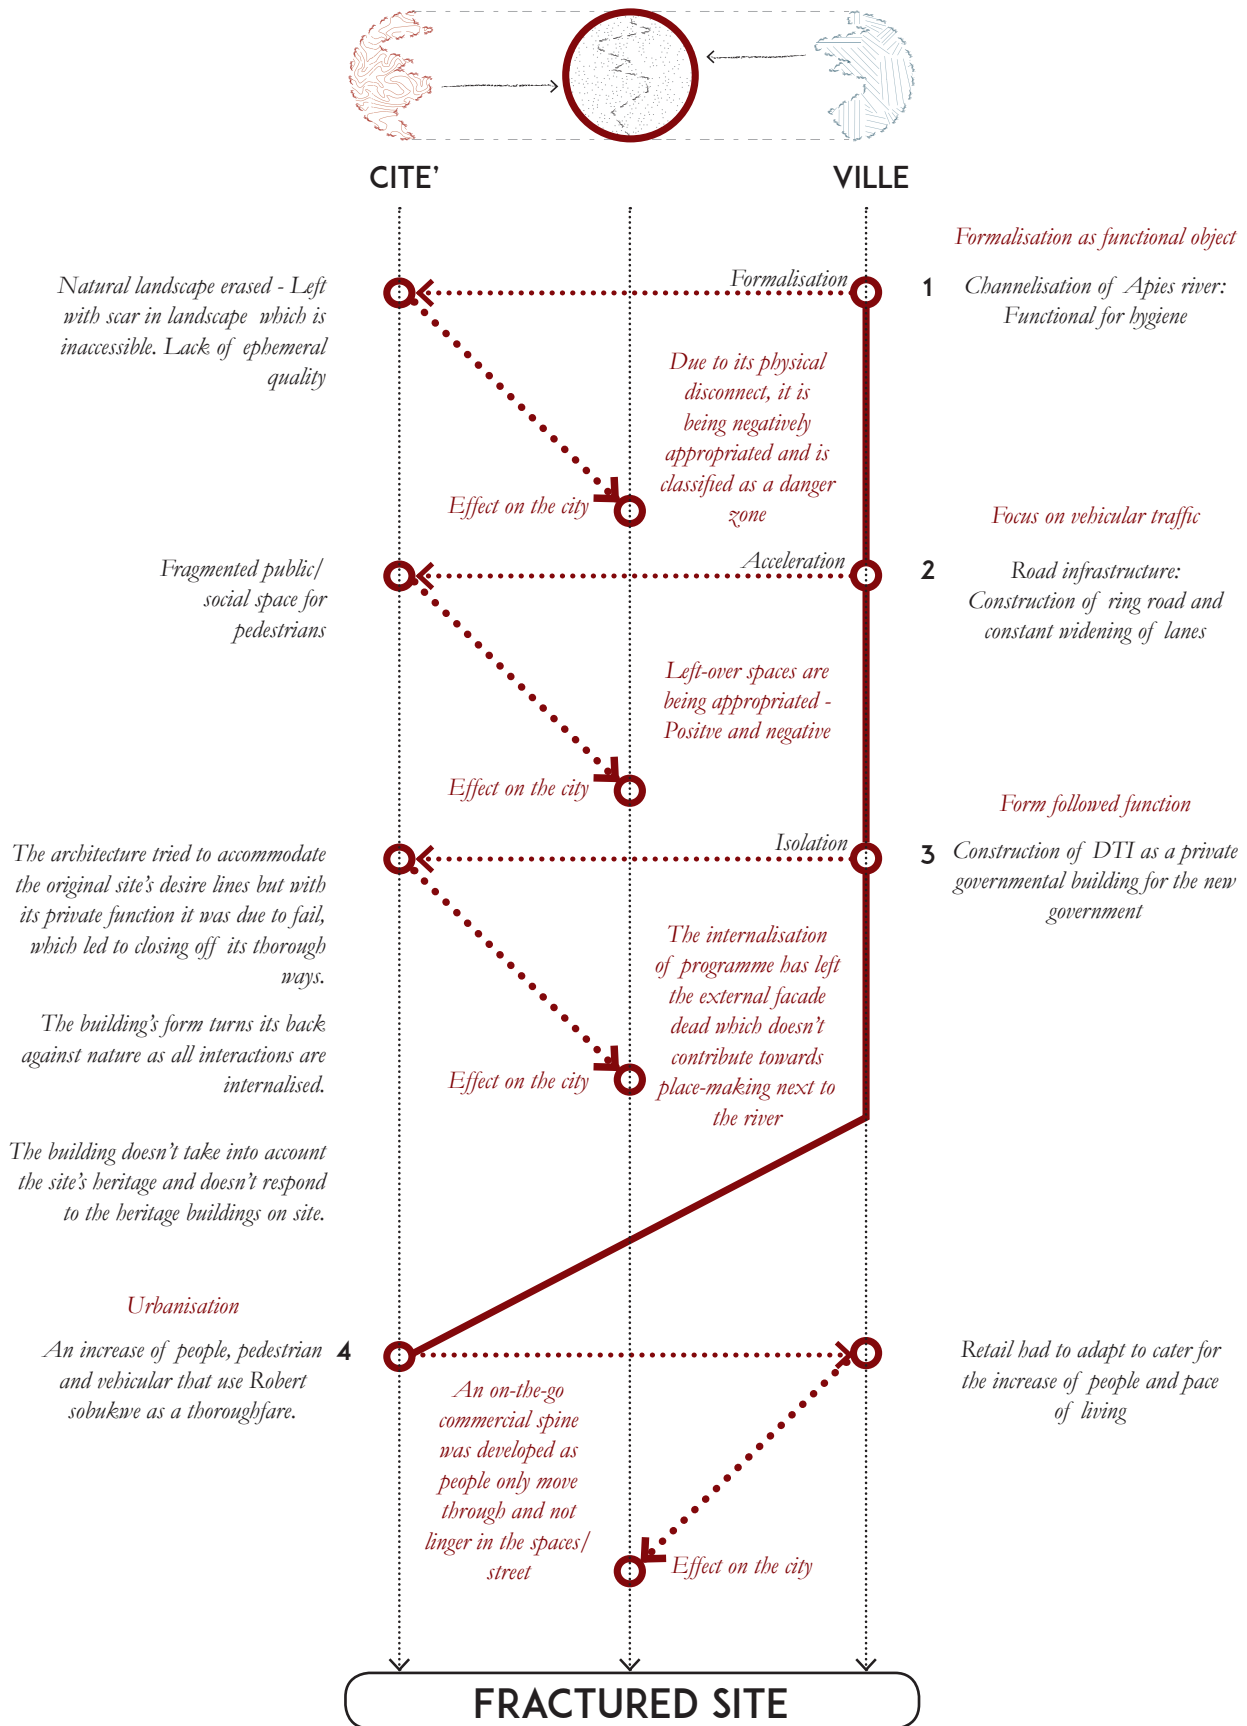 CITE’
VILLE
Formalisation as functional object
Natural landscape erased - Left
with scar in landscape which is
inaccessible. Lack of ephemeral
quality
Formalisation
1
Channelisation of Apies river:
Functional for hygiene
Due to its physical
disconnect, it is
being negatively
appropriated and is
classified as a danger
zone
Effect on the city
Focus on vehicular traffic
Fragmented public/
social space for
pedestrians
Acceleration
2
Road infrastructure:
Construction of ring road and
constant widening of lanes
Left-over spaces are
being appropriated -
Positve and negative
Effect on the city
Form followed function
The architecture tried to accommodate
the original site’s desire lines but with
its private function it was due to fail,
which led to closing off its thorough
ways.
Isolation
3
Construction of DTI as a private
governmental building for the new
government
The building’s form turns its back
against nature as all interactions are
internalised.
The internalisation
of programme has left
the external facade
dead which doesn’t
contribute towards
place-making next to
the river
Effect on the city
The building doesn’t take into account
the site’s heritage and doesn’t respond
to the heritage buildings on site.
Urbanisation
An increase of people, pedestrian
and vehicular that use Robert
sobukwe as a thoroughfare.
4
Retail had to adapt to cater for
the increase of people and pace
of living
An on-the-go
commercial spine
was developed as
people only move
through and not
linger in the spaces/
street
Effect on the city
FRACTURED SITE